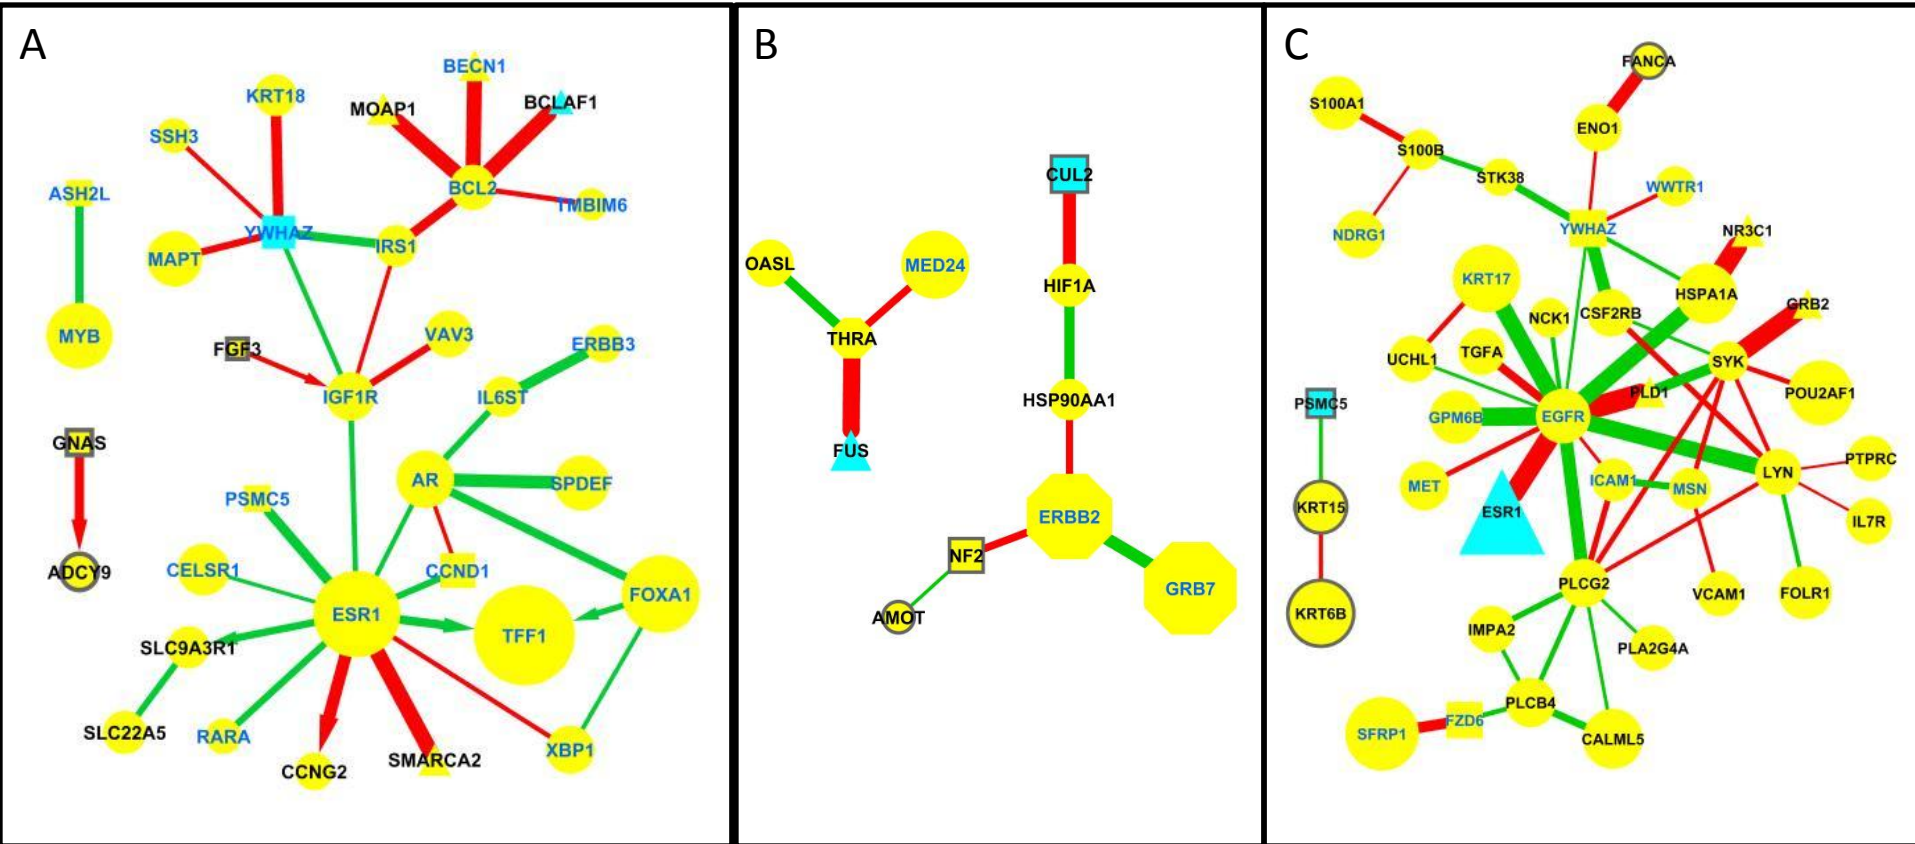 A
BECN1
KRT18
MOAP1
BCLAF1
SSH3
ASH2L
BCL2
TMBIM6
YWHAZ
IRS1
MAPT
MYB
FGF3
VAV3
ERBB3
IGF1R
IL6ST
GNAS
AR
SPDEF
PSMC5
ADCY9
CELSR1
CCND1
FOXA1
ESR1
TFF1
SLC9A3R1
SLC22A5
RARA
XBP1
CCNG2
SMARCA2
B
CUL2
OASL
MED24
HIF1A
THRA
HSP90AA1
FUS
ERBB2
NF2
GRB7
AMOT
C
FANCA
S100A1
ENO1
S100B
STK38
WWTR1
NDRG1
YWHAZ
NR3C1
KRT17
HSPA1A
GRB2
NCK1
CSF2RB
UCHL1
TGFA
SYK
PLD1
POU2AF1
PSMC5
GPM6B
EGFR
PTPRC
LYN
MET
ICAM1
MSN
KRT15
ESR1
IL7R
PLCG2
VCAM1
FOLR1
KRT6B
IMPA2
PLA2G4A
PLCB4
SFRP1
FZD6
CALML5